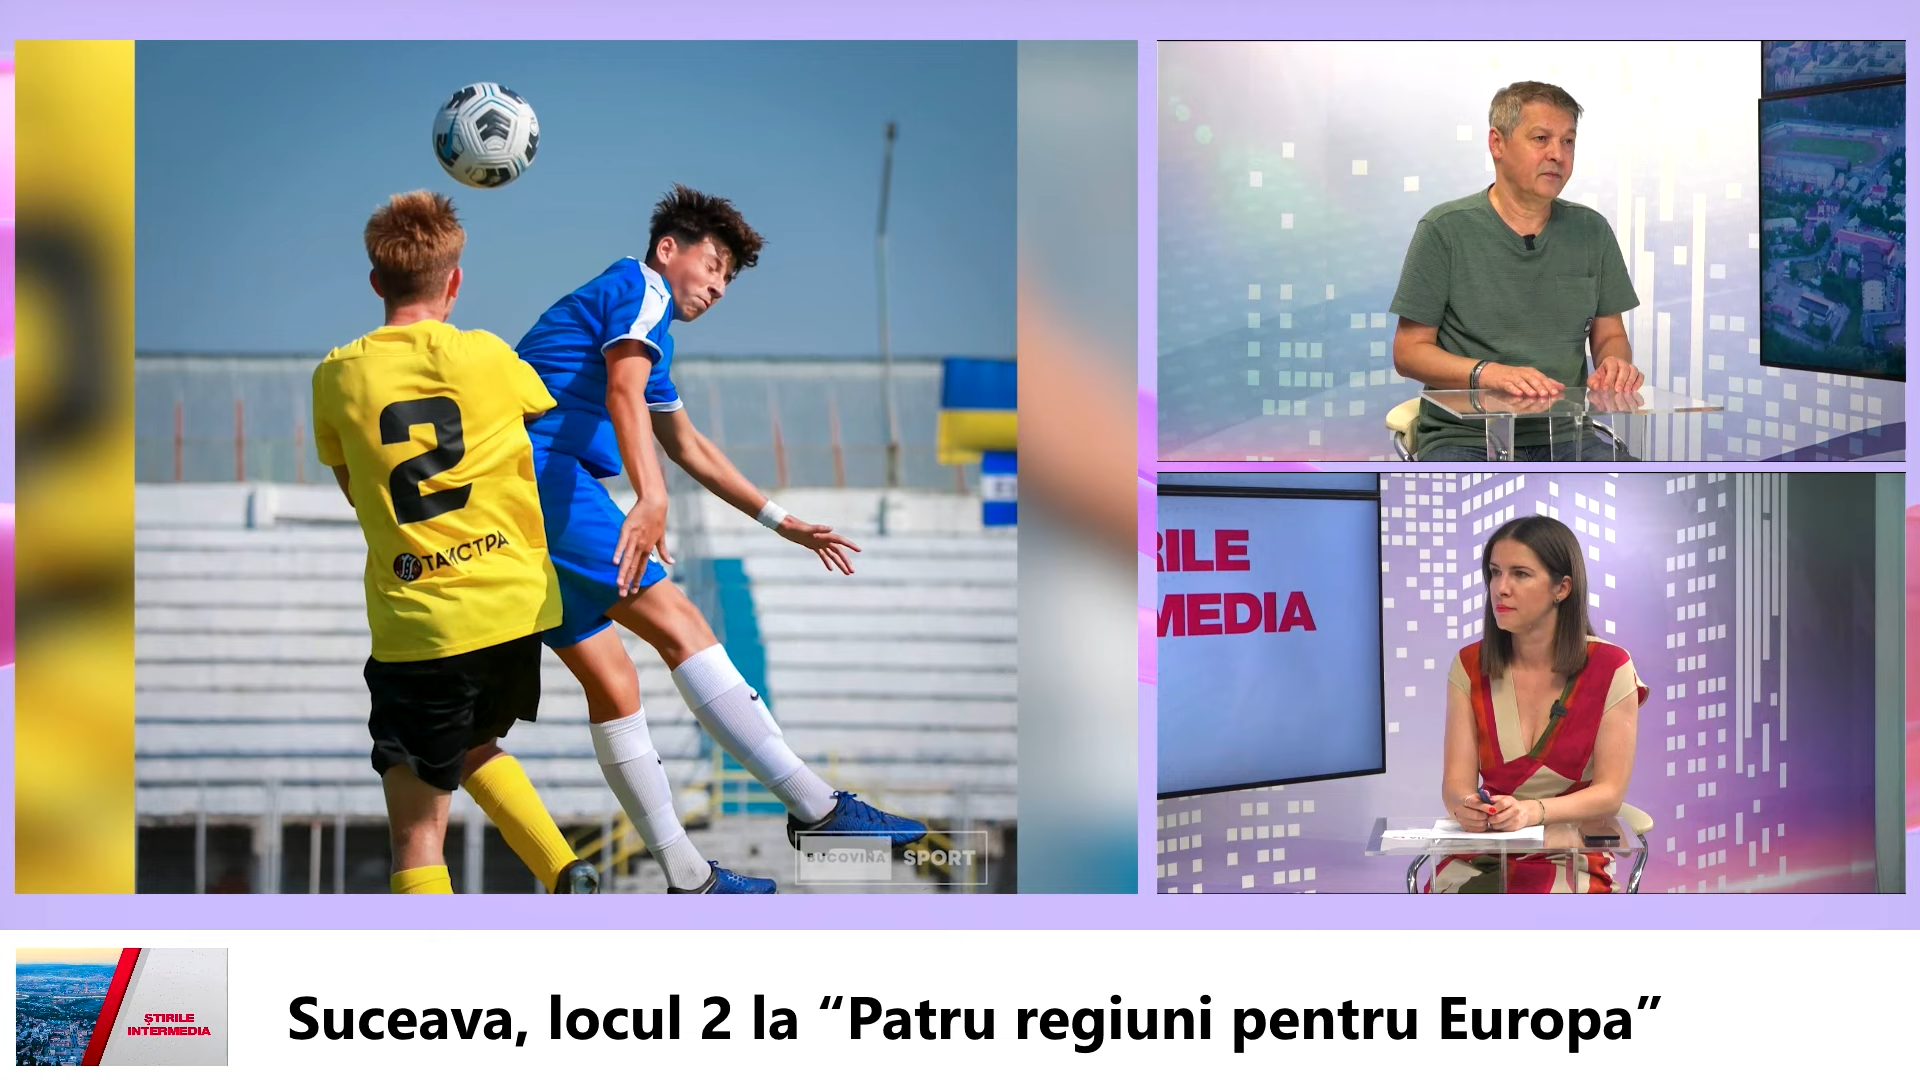 2
ТАЙСТРА
BUCOVINA SPORT
RILE
MEDIA
ȘTIRILE
INTERMEDIA
Suceava, locul 2 la “Patru regiuni pentru Europa”